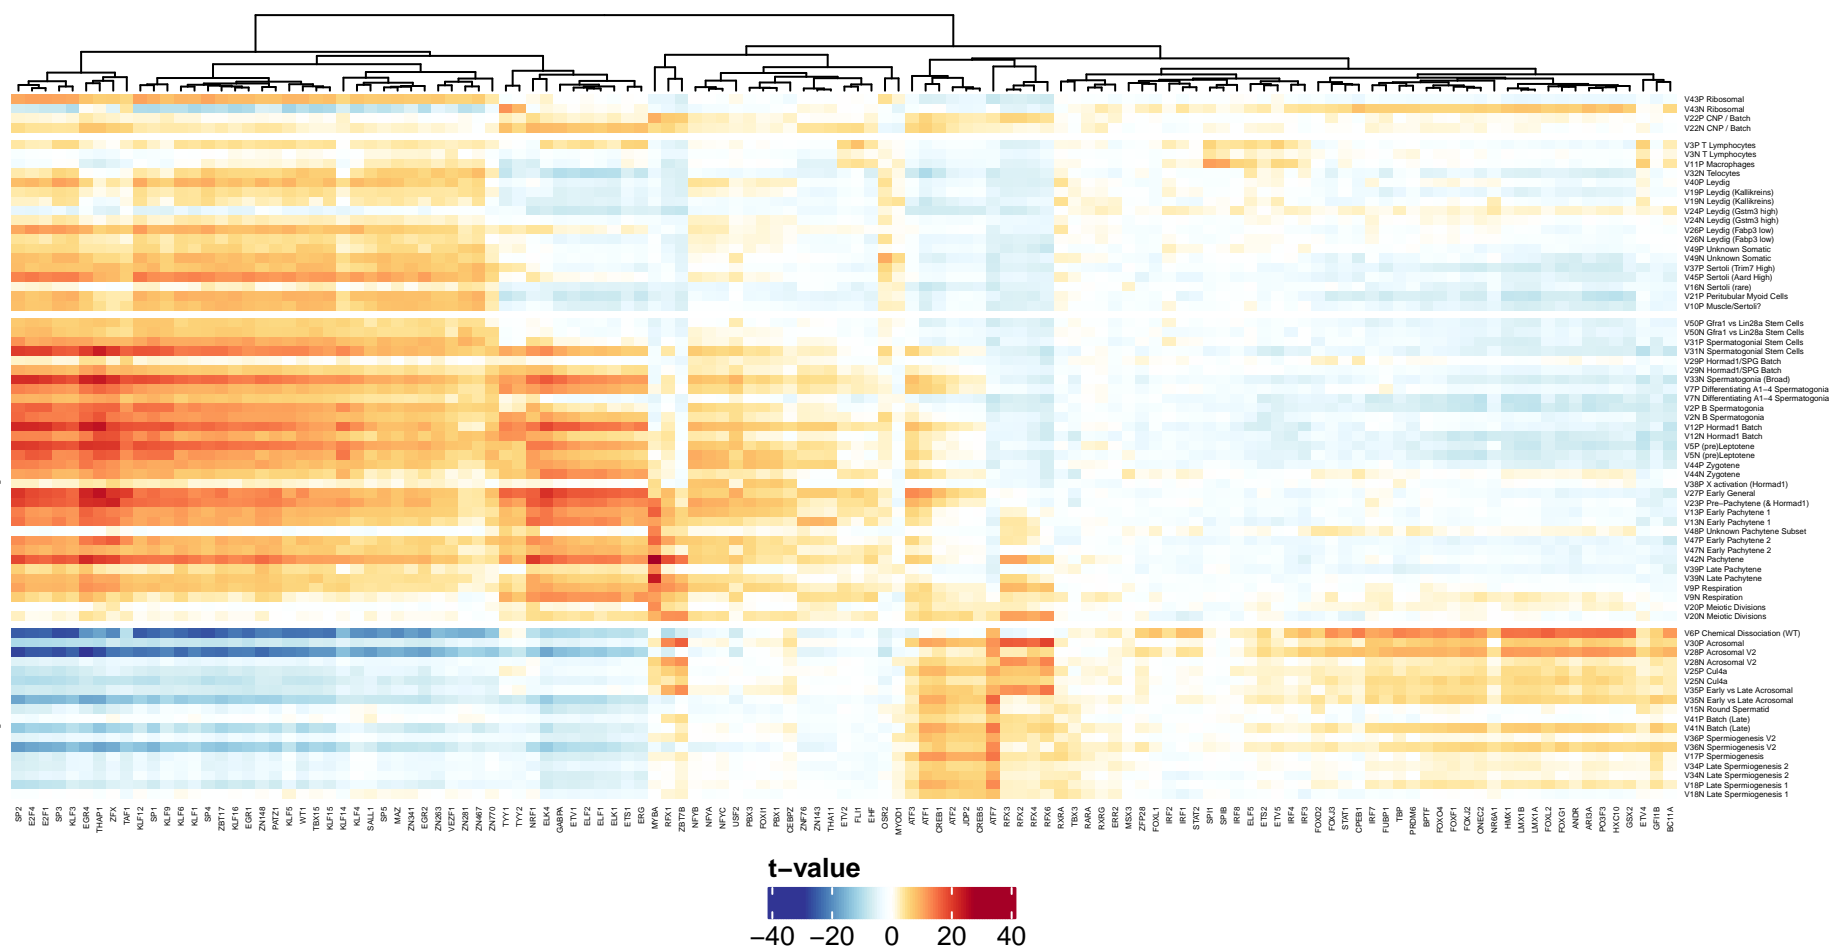 V43P Ribosomal
V43N Ribosomal
V22P CNP / Batch
V22N CNP / Batch
V3P T Lymphocytes
V3N T Lymphocytes
V11P Macrophages
V32N Telocytes
V40P Leydig
V19P Leydig (Kallikreins)
V19N Leydig (Kallikreins)
V24P Leydig (Gstm3 high)
V24N Leydig (Gstm3 high)
V26P Leydig (Fabp3 low)
V26N Leydig (Fabp3 low)
V49P Unknown Somatic
V49N Unknown Somatic
V37P Sertoli (Trim7 High)
V45P Sertoli (Aard High)
V16N Sertoli (rare)
V21P Peritubular Myoid Cells
V10P Muscle/Sertoli?
V50P Gfra1 vs Lin28a Stem Cells
V50N Gfra1 vs Lin28a Stem Cells
V31P Spermatogonial Stem Cells
V31N Spermatogonial Stem Cells
V29P Hormad1/SPG Batch
V29N Hormad1/SPG Batch
V33N Spermatogonia (Broad)
V7P Differentiating A1−4 Spermatogonia
V7N Differentiating A1−4 Spermatogonia
V2P B Spermatogonia
V2N B Spermatogonia
V12P Hormad1 Batch
V12N Hormad1 Batch
V5P (pre)Leptotene
V5N (pre)Leptotene
V44P Zygotene
V44N Zygotene
V38P X activation (Hormad1)
V27P Early General
V23P Pre−Pachytene (& Hormad1)
V13P Early Pachytene 1
V13N Early Pachytene 1
V48P Unknown Pachytene Subset
V47P Early Pachytene 2
V47N Early Pachytene 2
V42N Pachytene
V39P Late Pachytene
V39N Late Pachytene
V9P Respiration
V9N Respiration
V20P Meiotic Divisions
V20N Meiotic Divisions
V6P Chemical Dissociation (WT)
V30P Acrosomal
V28P Acrosomal V2
V28N Acrosomal V2
V25P Cul4a
V25N Cul4a
V35P Early vs Late Acrosomal
V35N Early vs Late Acrosomal
V15N Round Spermatid
V41P Batch (Late)
V41N Batch (Late)
V36P Spermiogenesis V2
V36N Spermiogenesis V2
V17P Spermiogenesis
V34P Late Spermiogenesis 2
V34N Late Spermiogenesis 2
V18P Late Spermiogenesis 1
V18N Late Spermiogenesis 1
SP2
E2F4
E2F1
SP3
KLF3
EGR4
THAP1
ZFX
TAF1
KLF12
SP1
KLF9
KLF6
KLF1
SP4
ZBT17
KLF16
EGR1
ZN148
PATZ1
KLF5
WT1
TBX15
KLF15
KLF14
KLF4
SALL1
SP5
MAZ
ZN341
EGR2
ZN263
VEZF1
ZN281
ZN467
ZN770
TYY1
TYY2
NRF1
ELK4
GABPA
ETV1
ELF2
ELF1
ELK1
ETS1
ERG
MYBA
RFX1
ZBT7B
NFYB
NFYA
NFYC
USF2
PBX3
FOXI1
PBX1
CEBPZ
ZNF76
ZN143
THA11
ETV2
FLI1
EHF
OSR2
MYOD1
ATF3
ATF1
CREB1
ATF2
JDP2
CREB5
ATF7
RFX3
RFX2
RFX4
RFX6
RXRA
TBX3
RARA
RXRG
ERR2
MSX3
ZFP28
FOXL1
IRF2
IRF1
STAT2
SPI1
SPIB
IRF8
ELF5
ETS2
ETV5
IRF4
IRF3
FOXD2
FOXJ3
STAT1
CPEB1
IRF7
FUBP1
TBP
PRDM6
BPTF
FOXO4
FOXF1
FOXJ2
ONEC2
NR6A1
HMX1
LMX1B
LMX1A
FOXL2
FOXG1
ANDR
ARI3A
PO3F3
HXC10
GSX2
ETV4
GFI1B
BC11A
t−value
−40 −20 0 20 40